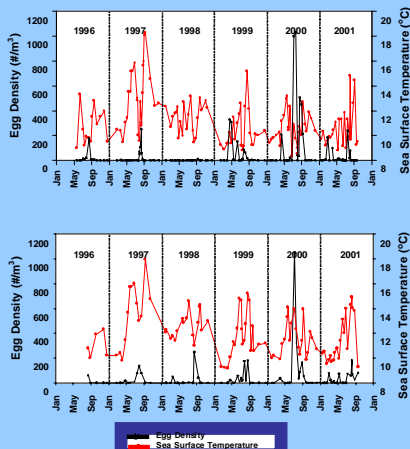 1200 20
1996 1997 1998 1999 2000 2001
1000 18
800 16
600 14
400 12
200 10
0 8
Egg Density (#/m³)
Sea Surface Temperature (°C)
Jan May Sep Jan May Sep Jan May Sep Jan May Sep Jan May Sep Jan May Sep Jan
1200 20
1996 1997 1998 1999 2000 2001
1000 18
800 16
600 14
400 12
200 10
0 8
Egg Density (#/m³)
Sea Surface Temperature (°C)
Jan May Sep Jan May Sep Jan May Sep Jan May Sep Jan May Sep Jan May Sep
Egg Density
Sea Surface Temperature